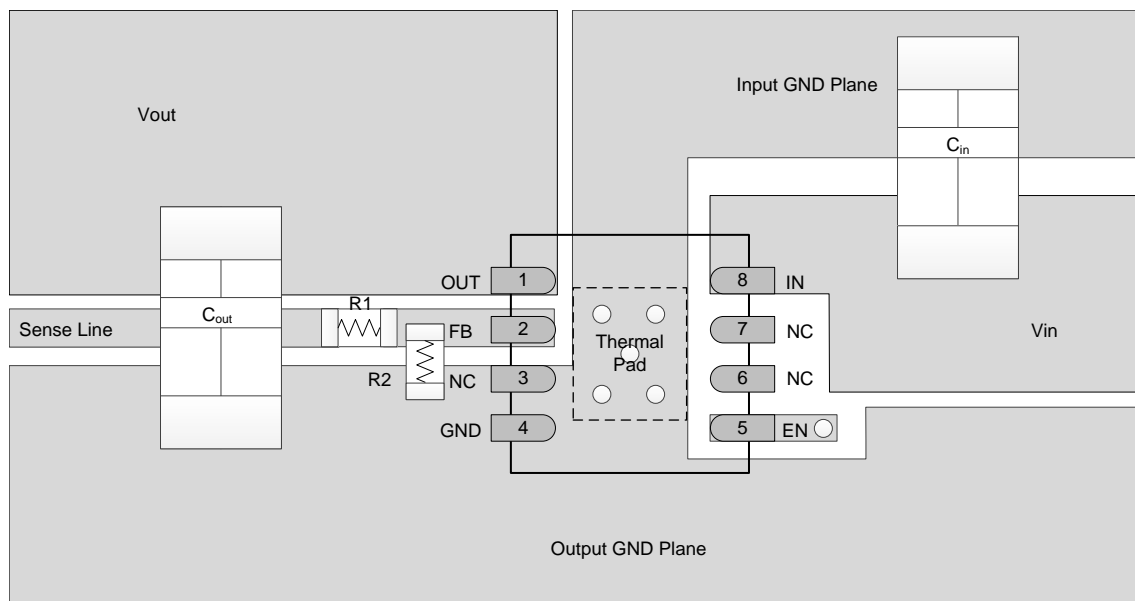 Vout
Input GND Plane
Cin
OUT
1
8
IN
R1
Cout
Sense Line
FB
2
7
NC
Thermal
Pad
Vin
R2
NC
3
6
NC
GND
4
5
EN
Output GND Plane